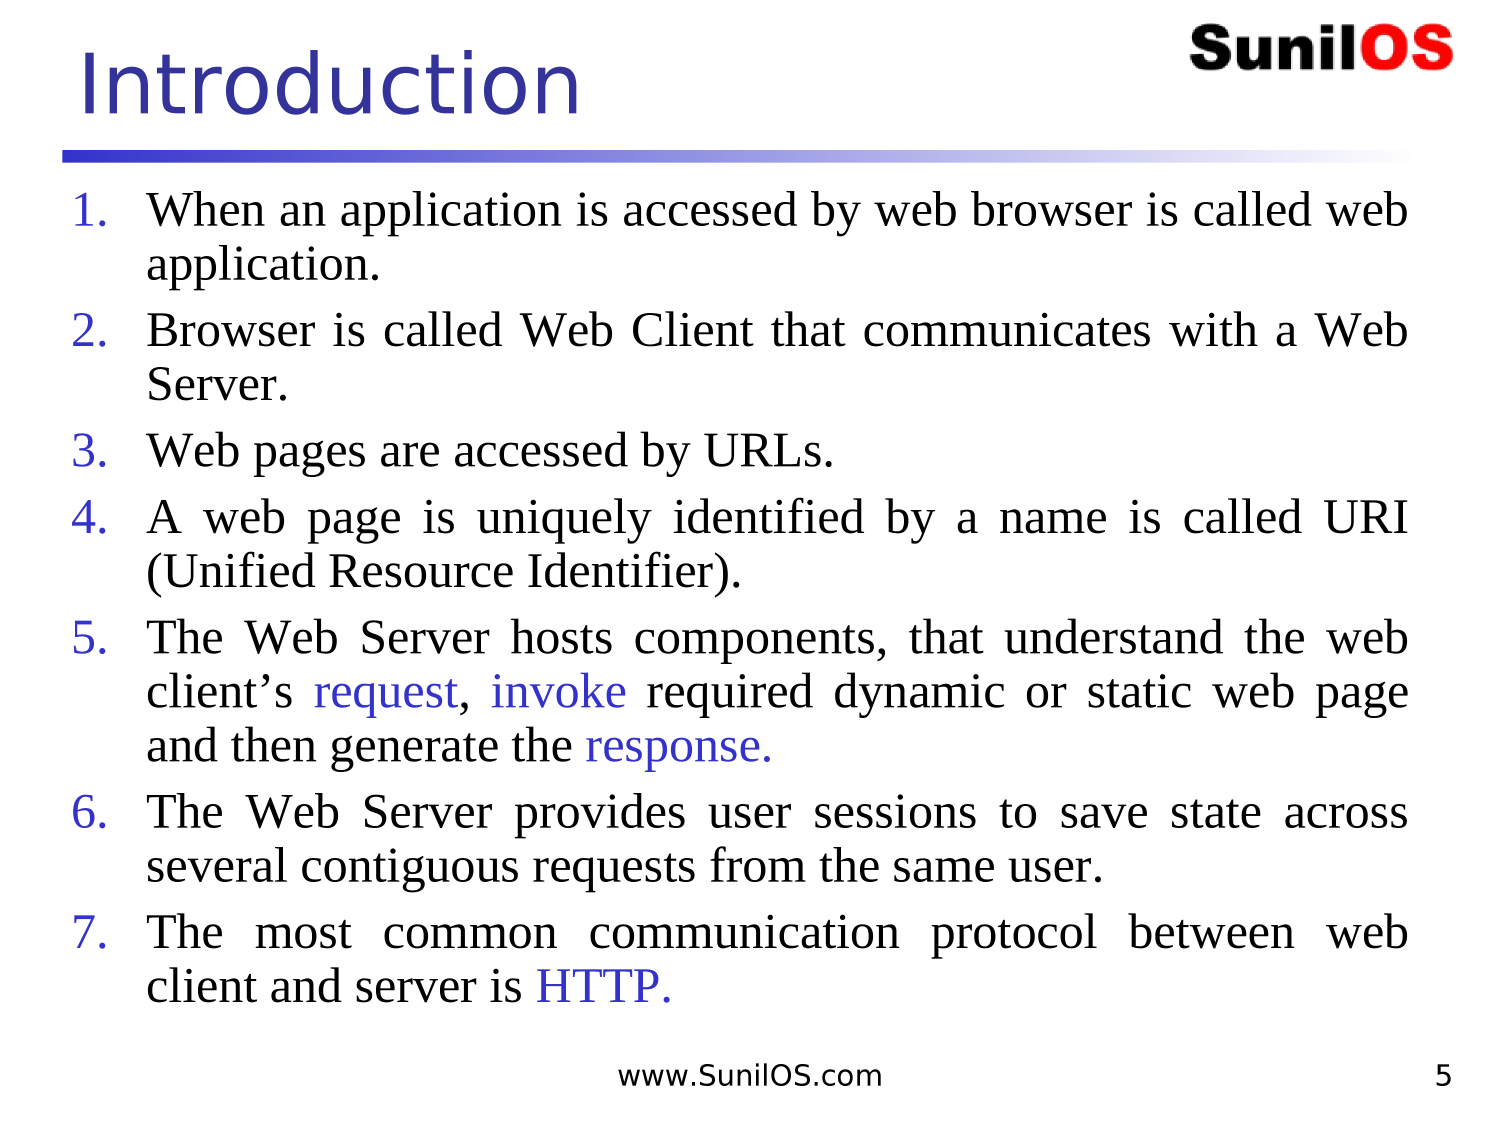 Introduction
SunilOS
1. When an application is accessed by web browser is called web
application.
2. Browser is called Web Client that communicates with a Web
Server.
3. Web pages are accessed by URLs.
4. A web page is uniquely identified by a name is called URI
(Unified Resource Identifier).
5. The Web Server hosts components, that understand the web
client’s request, invoke required dynamic or static web page
and then generate the response.
6. The Web Server provides user sessions to save state across
several contiguous requests from the same user.
7. The most common communication protocol between web
client and server is HTTP.
www.SunilOS.com
5